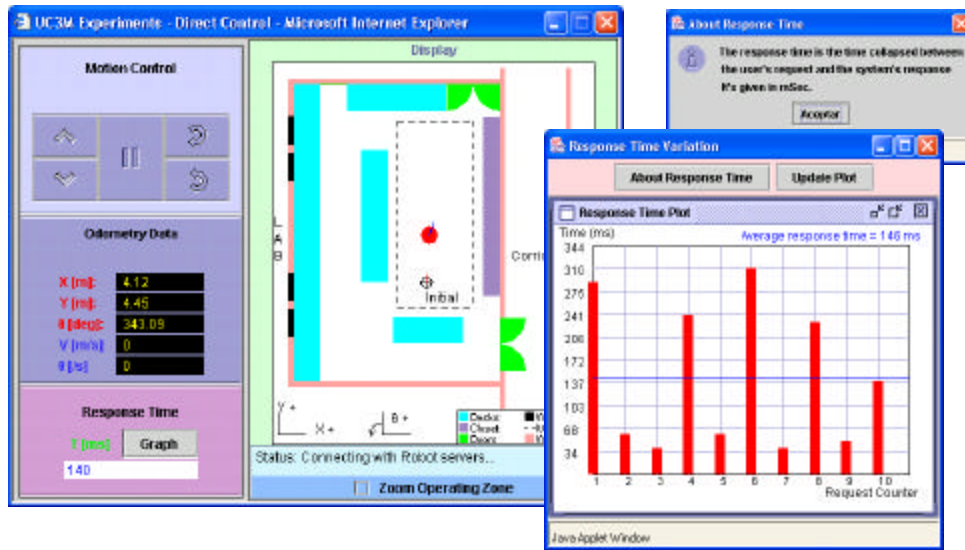 UC3M Experiments - Direct Control - Microsoft Internet Explorer
Motion Control
Odometry Data
X [m]: 4.12
Y [m]: 4.45
θ [deg]: 343.09
V [m/s]: 0
θ [/s] 0
Response Time
T [ms] Graph
140
Display
L
A
B
Initial
Corri
Y +
X +
θ +
Desks:
Closet:
Doors:
Status: Connecting with Robot servers...
Zoom Operating Zone
About Response Time
The response time is the time collapsed between
the user's request and the system's response
It's given in mSec.
Aceptar
Response Time Variation
About Response Time Update Plot
Response Time Plot
Time (ms) Average response time = 146 ms
344
310
275
241
206
172
137
103
68
34
1 2 3 4 5 6 7 8 9 10
Request Counter
Java Applet Window